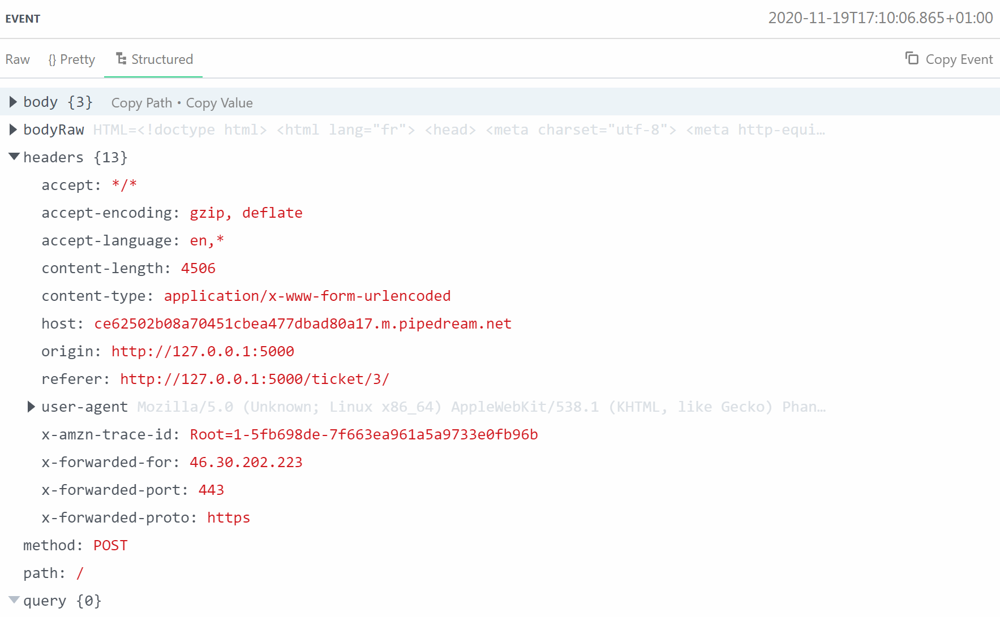 EVENT 2020-11-19T17:10:06.865+01:00
Raw {} Pretty Structured Copy Event
body {3} Copy Path • Copy Value
bodyRaw HTML=<!doctype html> <html lang="fr"> <head> <meta charset="utf-8"> <meta http-equi…
headers {13}
accept: */*
accept-encoding: gzip, deflate
accept-language: en,*
content-length: 4506
content-type: application/x-www-form-urlencoded
host: ce62502b08a70451cbea477dbad80a17.m.pipedream.net
origin: http://127.0.0.1:5000
referer: http://127.0.0.1:5000/ticket/3/
user-agent Mozilla/5.0 (Unknown; Linux x86_64) AppleWebKit/538.1 (KHTML, like Gecko) Phan…
x-amzn-trace-id: Root=1-5fb698de-7f663ea961a5a9733e0fb96b
x-forwarded-for: 46.30.202.223
x-forwarded-port: 443
x-forwarded-proto: https
method: POST
path: /
query {0}